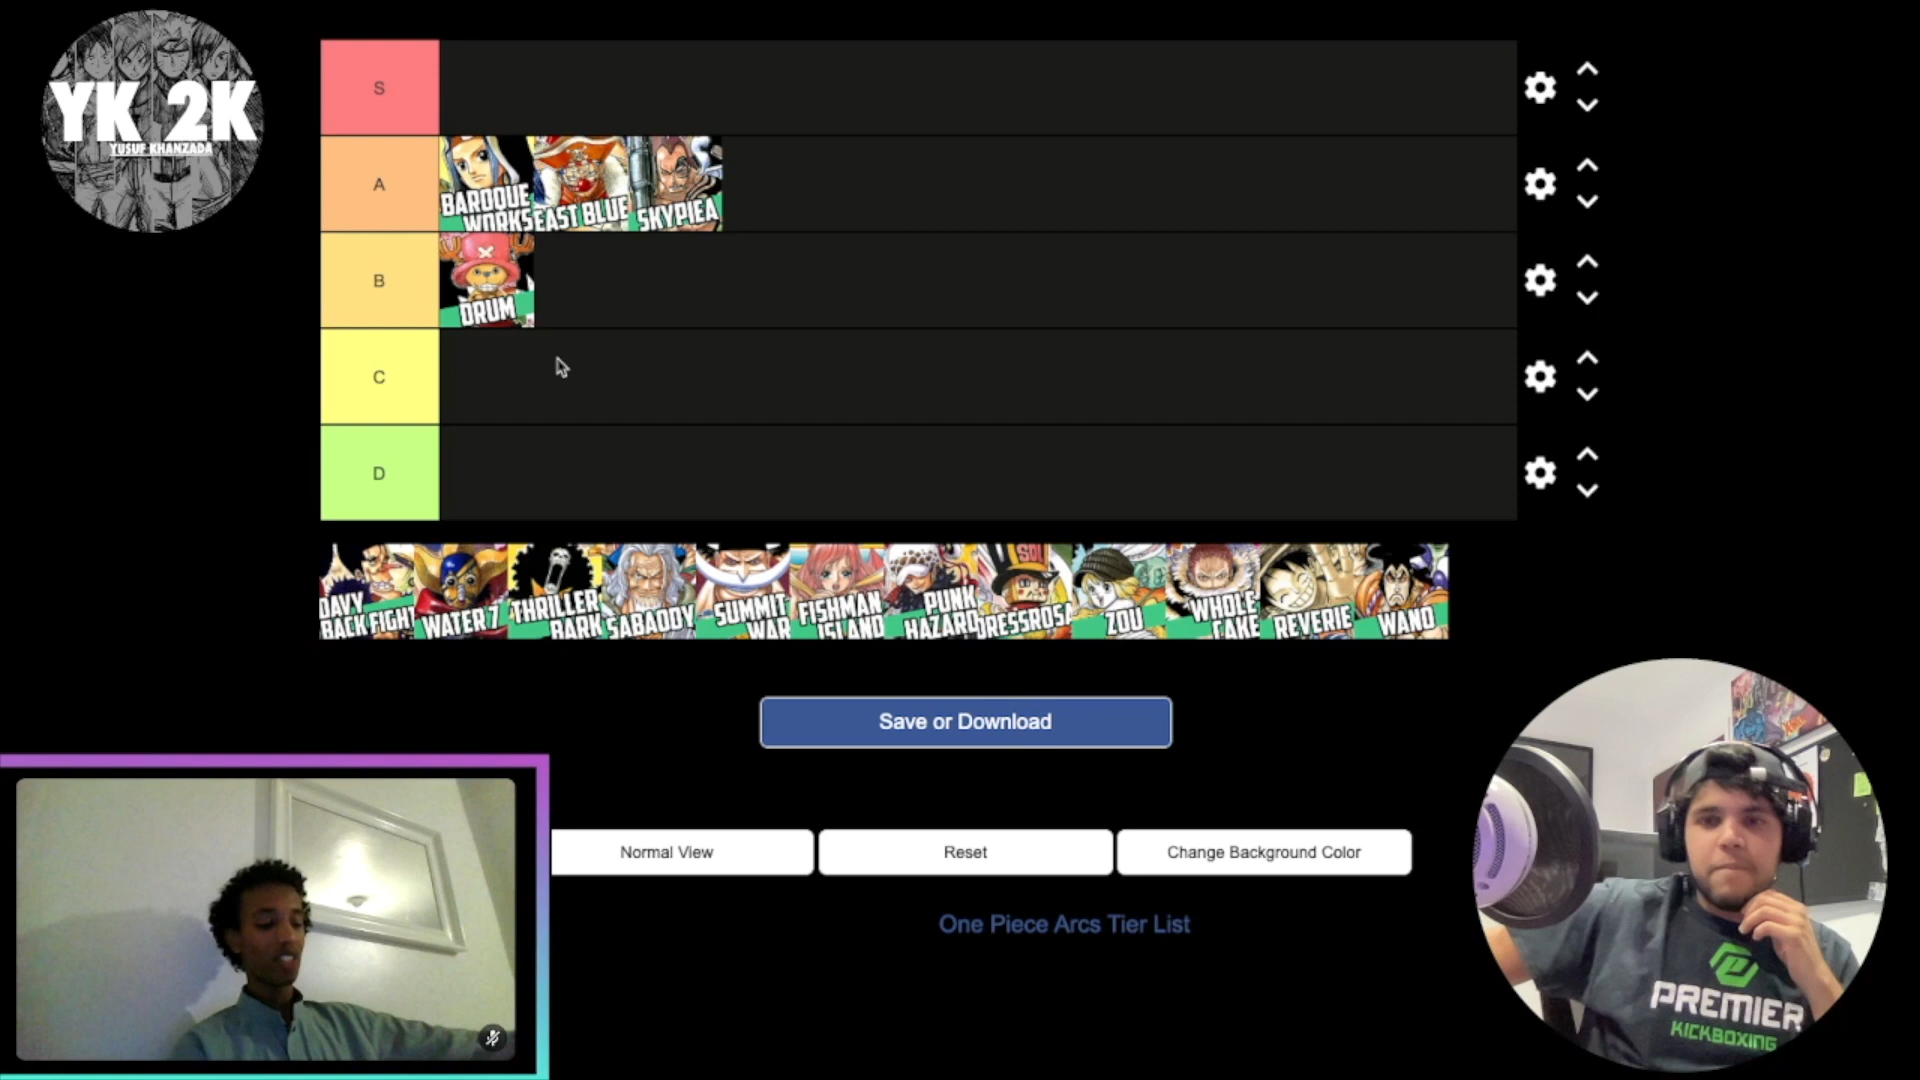 YK 2K
YUSUF KHANZADA
S
A
BAROQUE
WORKS
EAST BLUE
SKYPIEA
B
DRUM
C
D
DAVY
BACK FIGHT
WATER 7
THRILLER
BARK
SABAODY
SUMMIT
WAR
FISHMAN
ISLAND
PUNK
HAZARD
DRESSROSA
ZOU
WHOLE
CAKE
REVERIE
WANO
Save or Download
Normal View
Reset
Change Background Color
One Piece Arcs Tier List
PREMIER
KICKBOXING